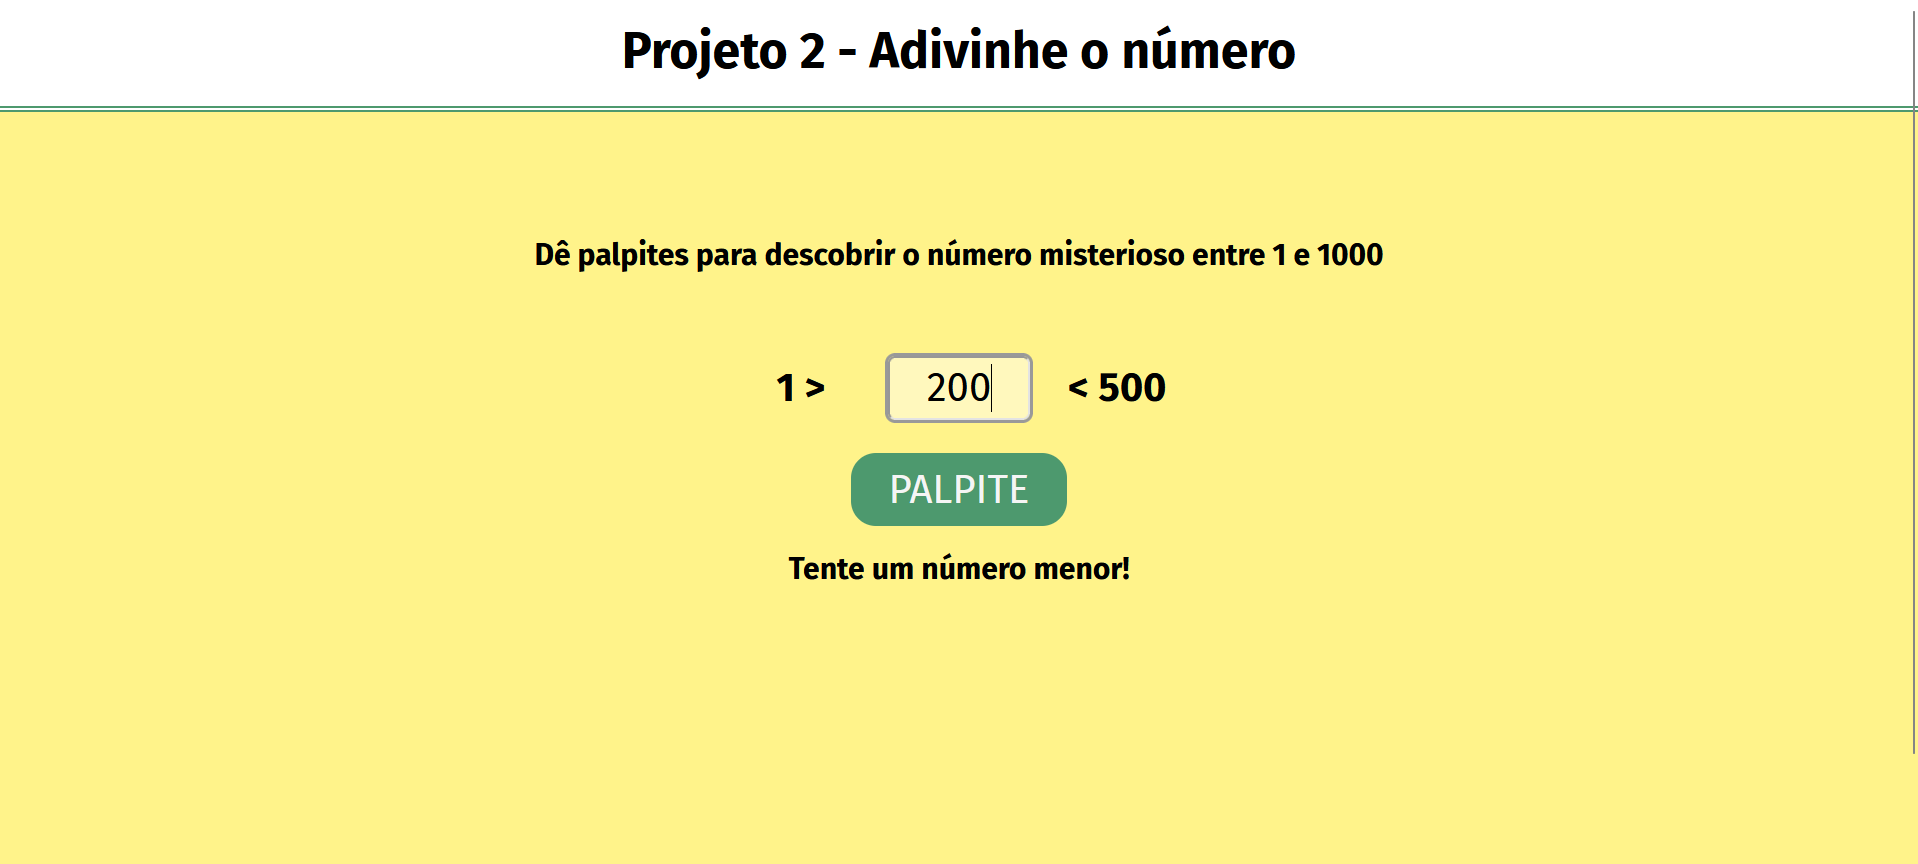 Projeto 2 - Adivinhe o número
Dê palpites para descobrir o número misterioso entre 1 e 1000
1 > 200 < 500
PALPITE
Tente um número menor!